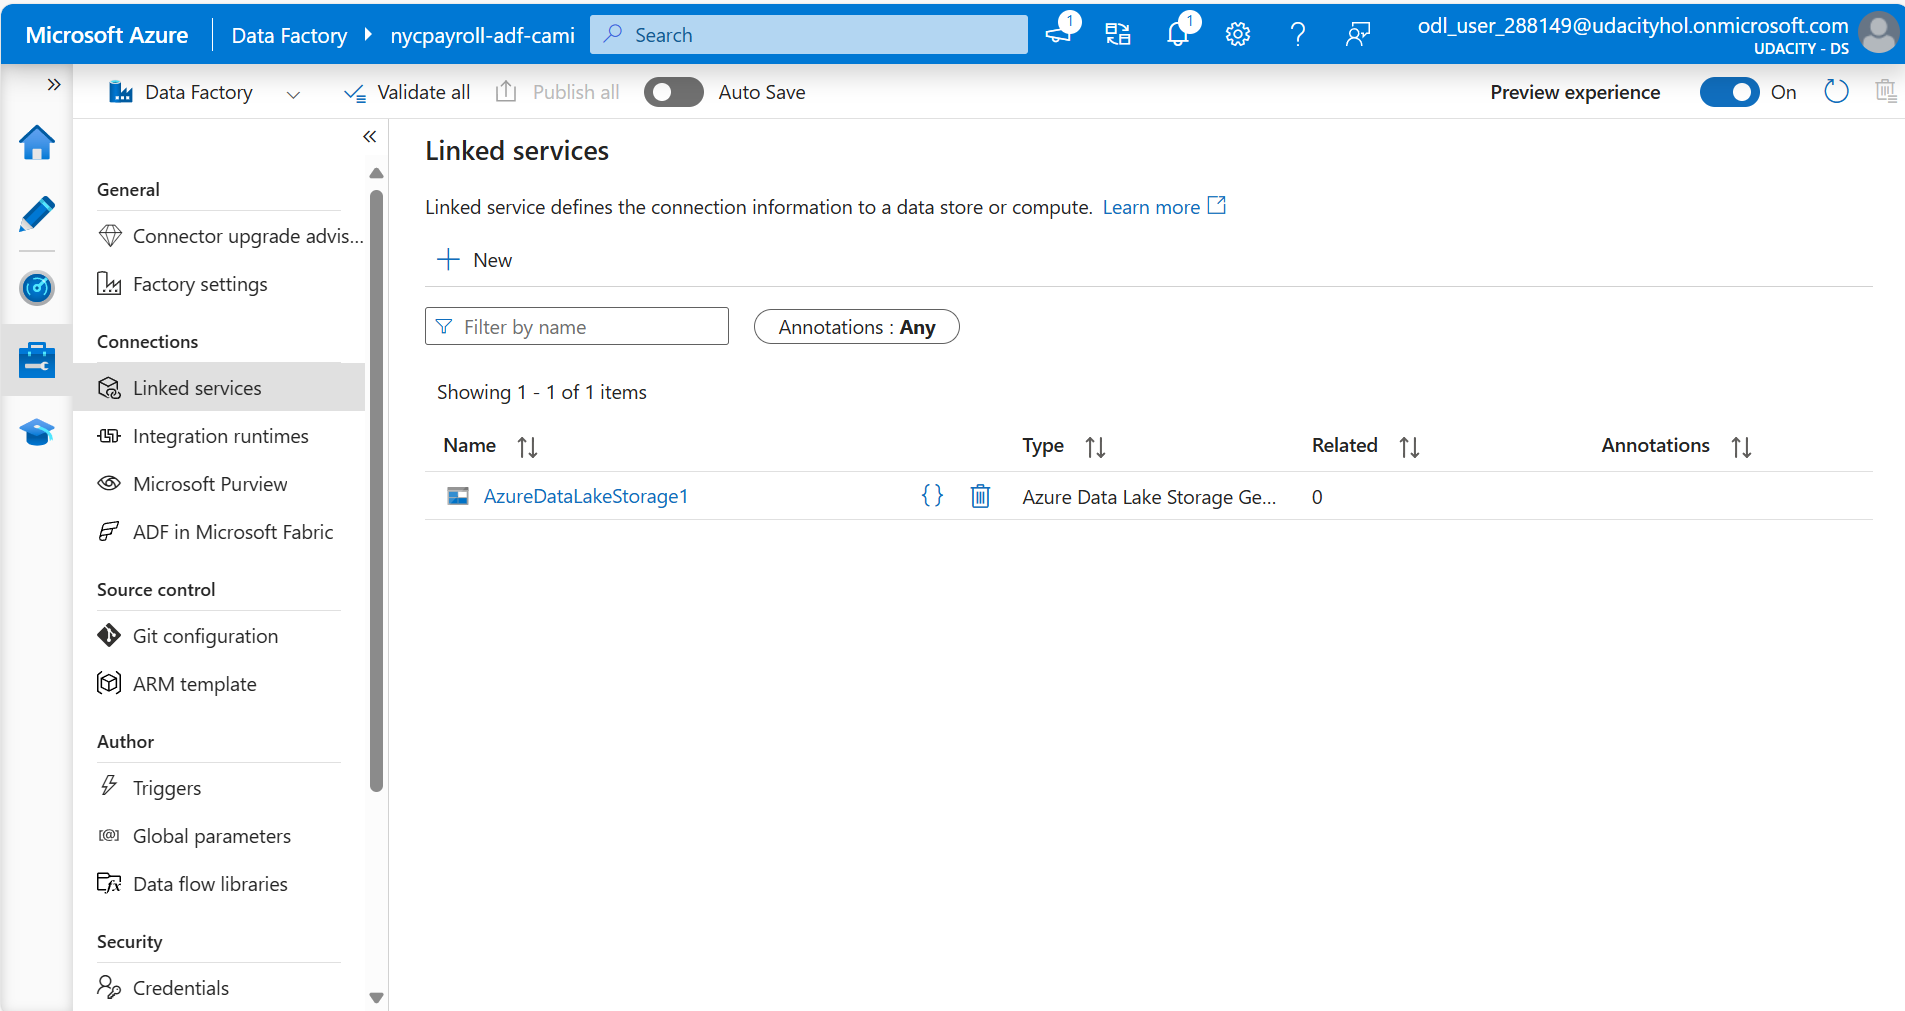 Microsoft Azure
Data Factory
nycpayroll-adf-cami
Search
1
1
odl_user_288149@udacityhol.onmicrosoft.com
UDACITY - DS
Data Factory
Validate all
Publish all
Auto Save
Preview experience
On
General
Connector upgrade advis...
Factory settings
Connections
Linked services
Integration runtimes
Microsoft Purview
ADF in Microsoft Fabric
Source control
Git configuration
ARM template
Author
Triggers
Global parameters
Data flow libraries
Security
Credentials
Linked services
Linked service defines the connection information to a data store or compute. Learn more
New
Filter by name
Annotations : Any
Showing 1 - 1 of 1 items
Name Type Related Annotations
AzureDataLakeStorage1 {} Azure Data Lake Storage Ge... 0